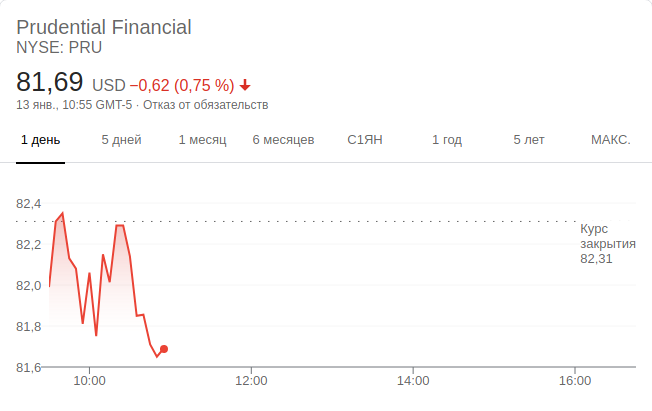 Prudential Financial
NYSE: PRU
81,69 USD −0,62 (0,75 %) ↓
13 янв., 10:55 GMT-5 · Отказ от обязательств
1 день 5 дней 1 месяц 6 месяцев С1ЯН 1 год 5 лет МАКС.
82,4
82,2
82,0
81,8
81,6
Курс
закрытия
82,31
10:00 12:00 14:00 16:00